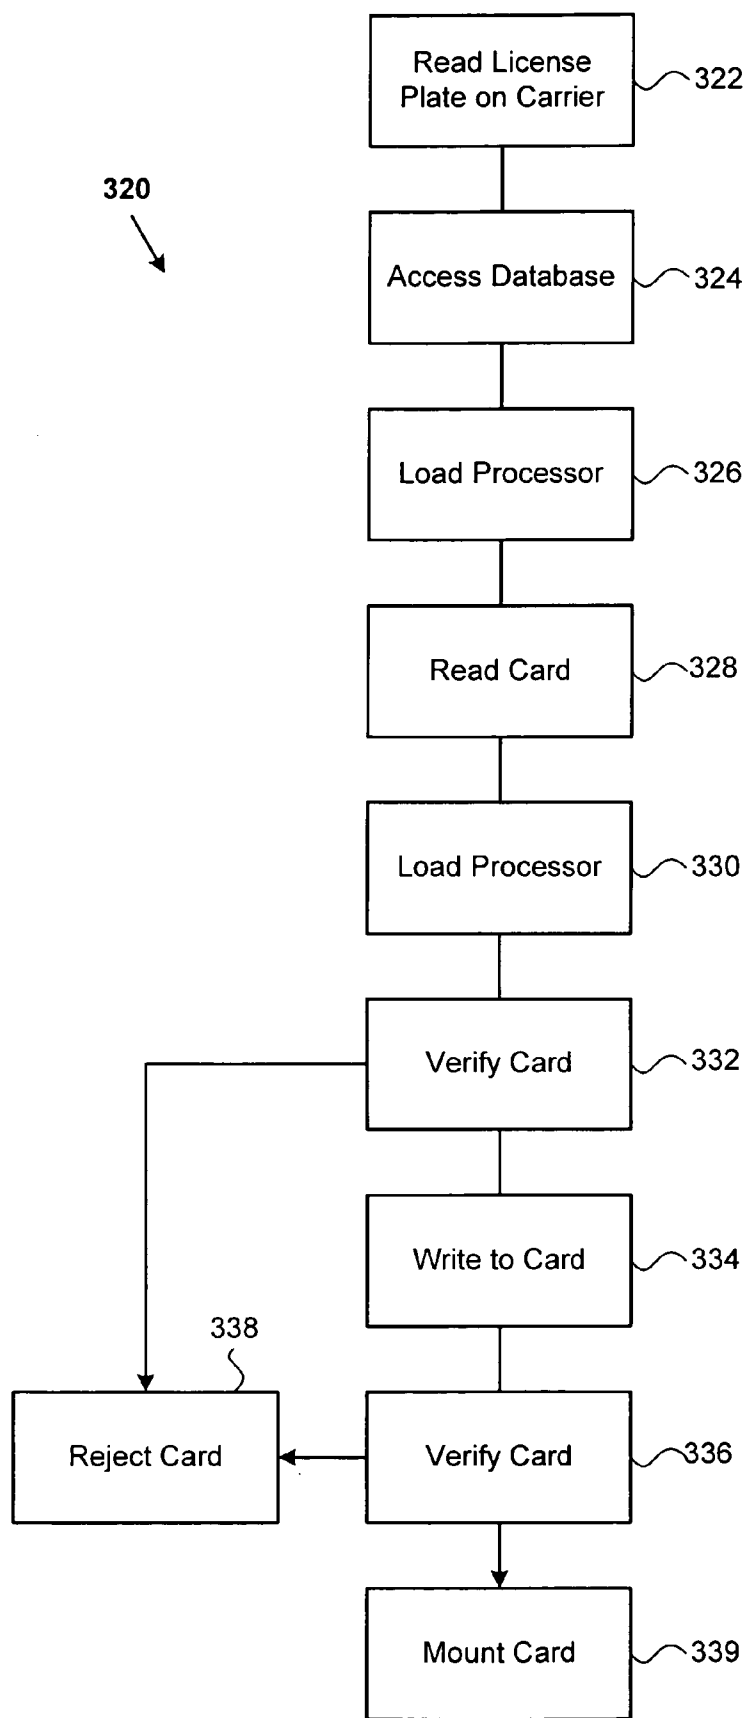 Read License
Plate on Carrier
322
320
Access Database
324
Load Processor
326
Read Card
328
Load Processor
330
Verify Card
332
Write to Card
334
338
Reject Card
Verify Card
336
Mount Card
339